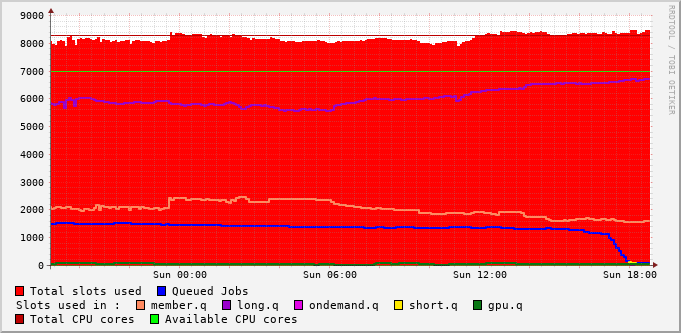 9000
8000
7000
6000
5000
4000
3000
2000
1000
0
Sun 00:00 Sun 06:00 Sun 12:00 Sun 18:00
RRDTOOL / TOBI OETIKER
Total slots used Queued Jobs
Slots used in : member.q long.q ondemand.q short.q gpu.q
Total CPU cores Available CPU cores